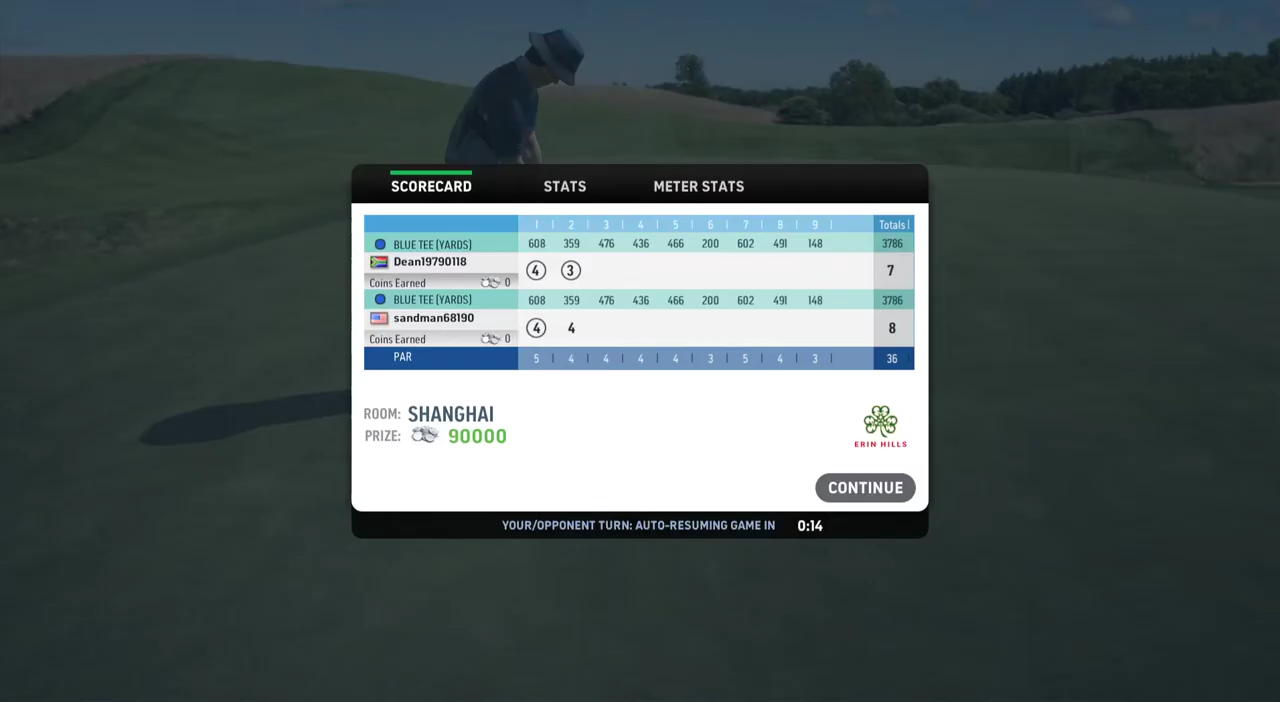 SCORECARD STATS METER STATS
1 2 3 4 5 6 7 8 9 Totals
BLUE TEE (YARDS) 608 359 476 436 466 200 602 491 148 3786
Dean19790118 4 3 7
Coins Earned 0
BLUE TEE (YARDS) 608 359 476 436 466 200 602 491 148 3786
sandman68190 4 4 8
Coins Earned 0
PAR 5 4 4 4 4 3 5 4 3 36
ROOM: SHANGHAI
PRIZE: 90000
ERIN HILLS
CONTINUE
YOUR/OPPONENT TURN: AUTO-RESUMING GAME IN 0:14